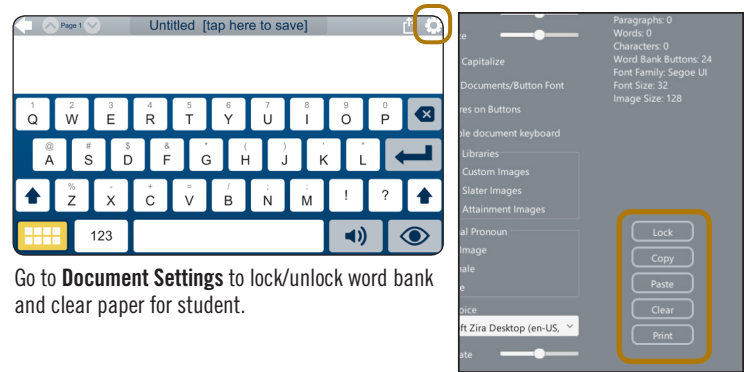 Page 1
Untitled [tap here to save]
1 2 3 4 5 6 7 8 9 0
Q W E R T Y U I O P
@ # $ & * ( ) ' "
A S D F G H J K L
% - + = / ; :
Z X C V B N M ! ?
123
Go to Document Settings to lock/unlock word bank
and clear paper for student.
Capitalize
Documents/Button Font
res on Buttons
le document keyboard
Libraries
Custom Images
Slater Images
Attainment Images
al Pronoun
mage
ale
e
oice
ft Zira Desktop (en-US,
ate
Paragraphs: 0
Words: 0
Characters: 0
Word Bank Buttons: 24
Font Family: Segoe UI
Font Size: 32
Image Size: 128
Lock
Copy
Paste
Clear
Print